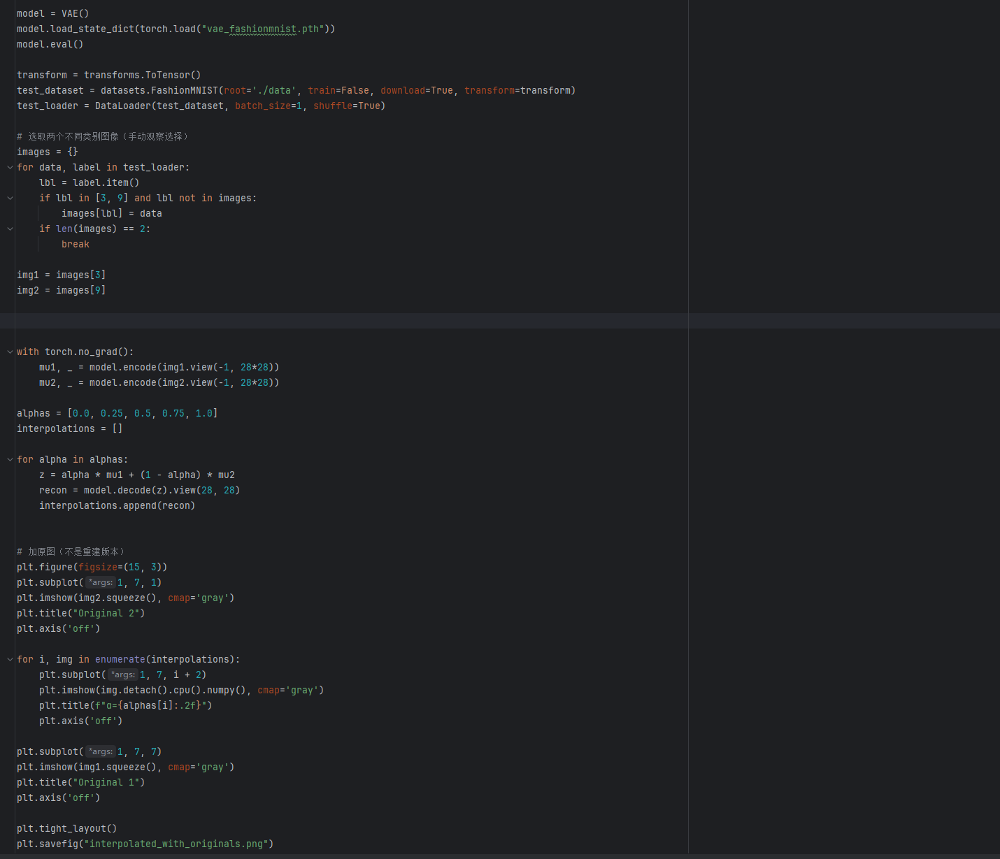 model = VAE()
model.load_state_dict(torch.load("vae_fashionmnist.pth"))
model.eval()
transform = transforms.ToTensor()
test_dataset = datasets.FashionMNIST(root='./data', train=False, download=True, transform=transform)
test_loader = DataLoader(test_dataset, batch_size=1, shuffle=True)
# 选取两个不同类别图像（手动观察选择）
images = {}
for data, label in test_loader:
    lbl = label.item()
    if lbl in [3, 9] and lbl not in images:
        images[lbl] = data
    if len(images) == 2:
        break
img1 = images[3]
img2 = images[9]
with torch.no_grad():
    mu1, _ = model.encode(img1.view(-1, 28*28))
    mu2, _ = model.encode(img2.view(-1, 28*28))
alphas = [0.0, 0.25, 0.5, 0.75, 1.0]
interpolations = []
for alpha in alphas:
    z = alpha * mu1 + (1 - alpha) * mu2
    recon = model.decode(z).view(28, 28)
    interpolations.append(recon)
# 加原图（不是重建版本）
plt.figure(figsize=(15, 3))
plt.subplot( *args: 1, 7, 1)
plt.imshow(img2.squeeze(), cmap='gray')
plt.title("Original 2")
plt.axis('off')
for i, img in enumerate(interpolations):
    plt.subplot( *args: 1, 7, i + 2)
    plt.imshow(img.detach().cpu().numpy(), cmap='gray')
    plt.title(f"α={alphas[i]:.2f}")
    plt.axis('off')
plt.subplot( *args: 1, 7, 7)
plt.imshow(img1.squeeze(), cmap='gray')
plt.title("Original 1")
plt.axis('off')
plt.tight_layout()
plt.savefig("interpolated_with_originals.png")